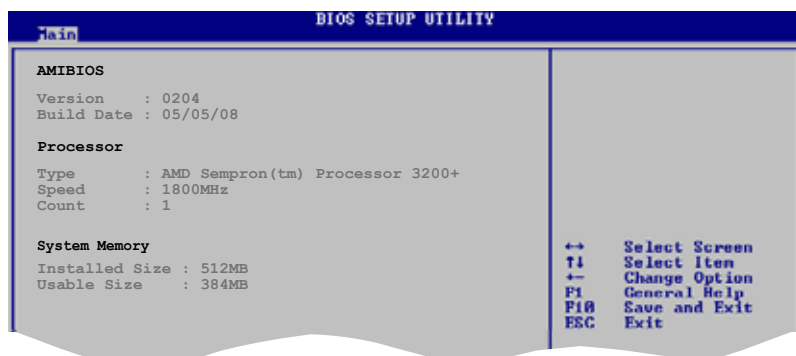 BIOS SETUP UTILITY
Main
AMIBIOS
Version : 0204
Build Date : 05/05/08
Processor
Type : AMD Sempron(tm) Processor 3200+
Speed : 1800MHz
Count : 1
System Memory
Installed Size : 512MB
Usable Size : 384MB
↔ Select Screen
↑↓ Select Item
+- Change Option
F1 General Help
F10 Save and Exit
ESC Exit